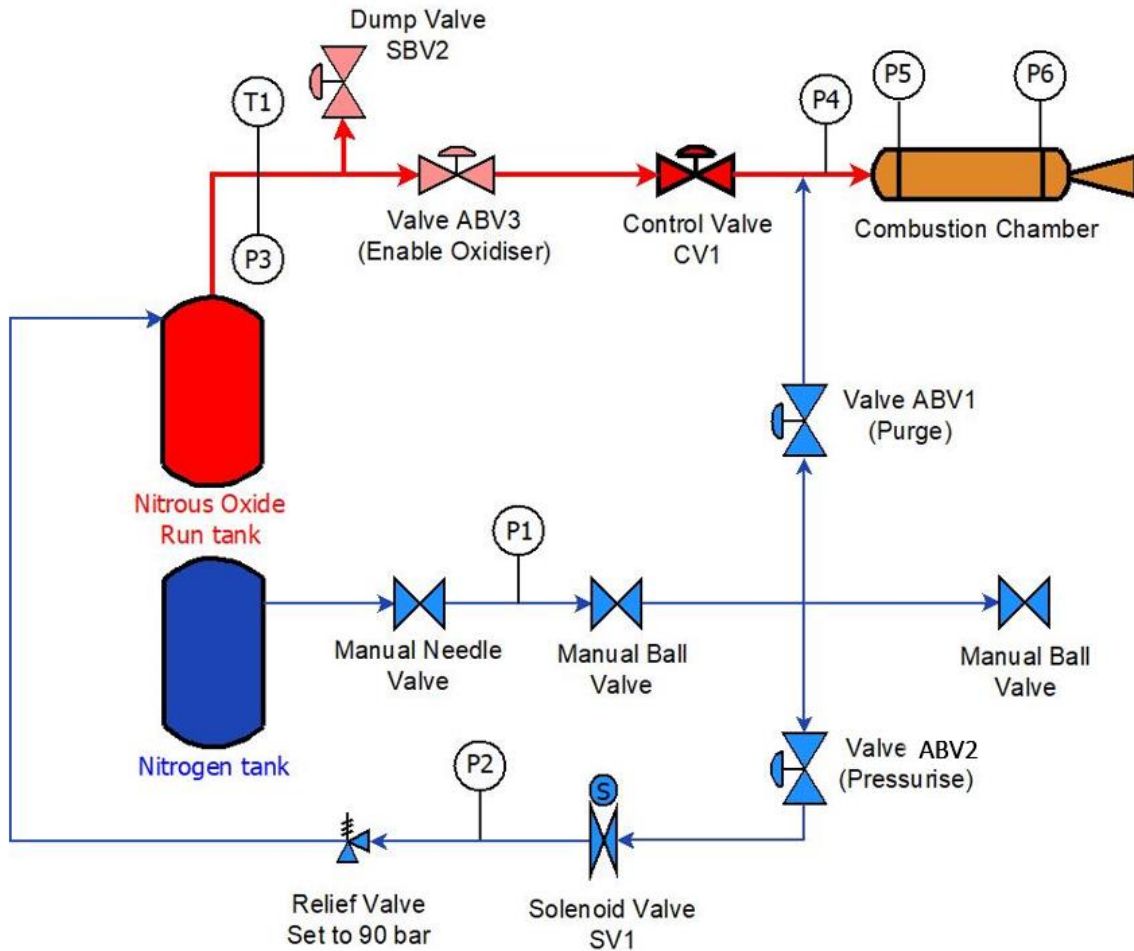 Dump Valve
SBV2
T1
P3
P4
P5
P6
Valve ABV3
(Enable Oxidiser)
Control Valve
CV1
Combustion Chamber
Valve ABV1
(Purge)
Nitrous Oxide
Run tank
P1
Manual Needle
Valve
Manual Ball
Valve
Manual Ball
Valve
Nitrogen tank
P2
S
Valve ABV2
(Pressurise)
Relief Valve
Set to 90 bar
Solenoid Valve
SV1